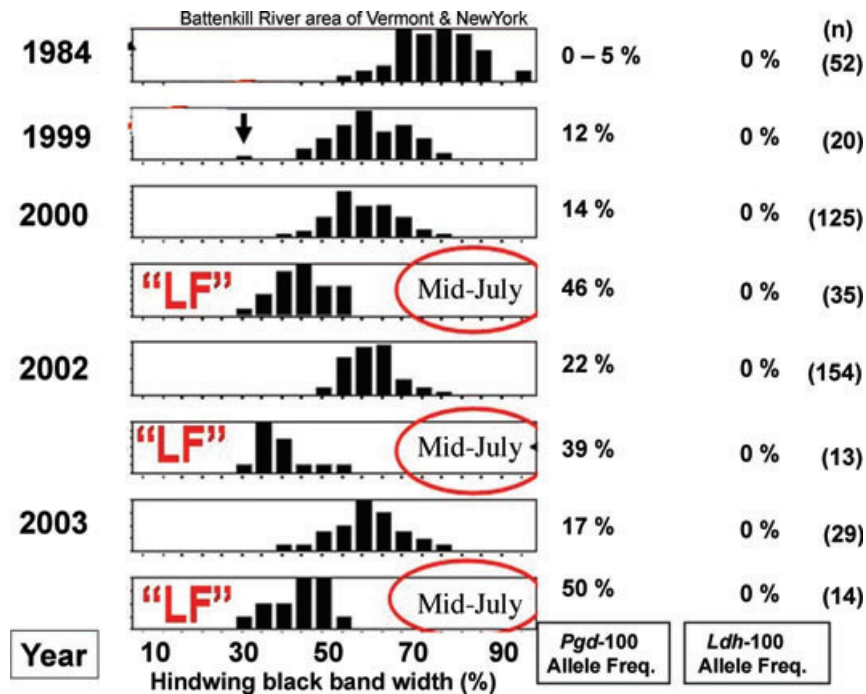 Battenkill River area of Vermont & NewYork
(n)
1984 0 – 5 % 0 % (52)
1999 12 % 0 % (20)
2000 14 % 0 % (125)
“LF” Mid-July 46 % 0 % (35)
2002 22 % 0 % (154)
“LF” Mid-July 39 % 0 % (13)
2003 17 % 0 % (29)
“LF” Mid-July 50 % 0 % (14)
Year 10 30 50 70 90
Hindwing black band width (%)
Pgd-100
Allele Freq.
Ldh-100
Allele Freq.